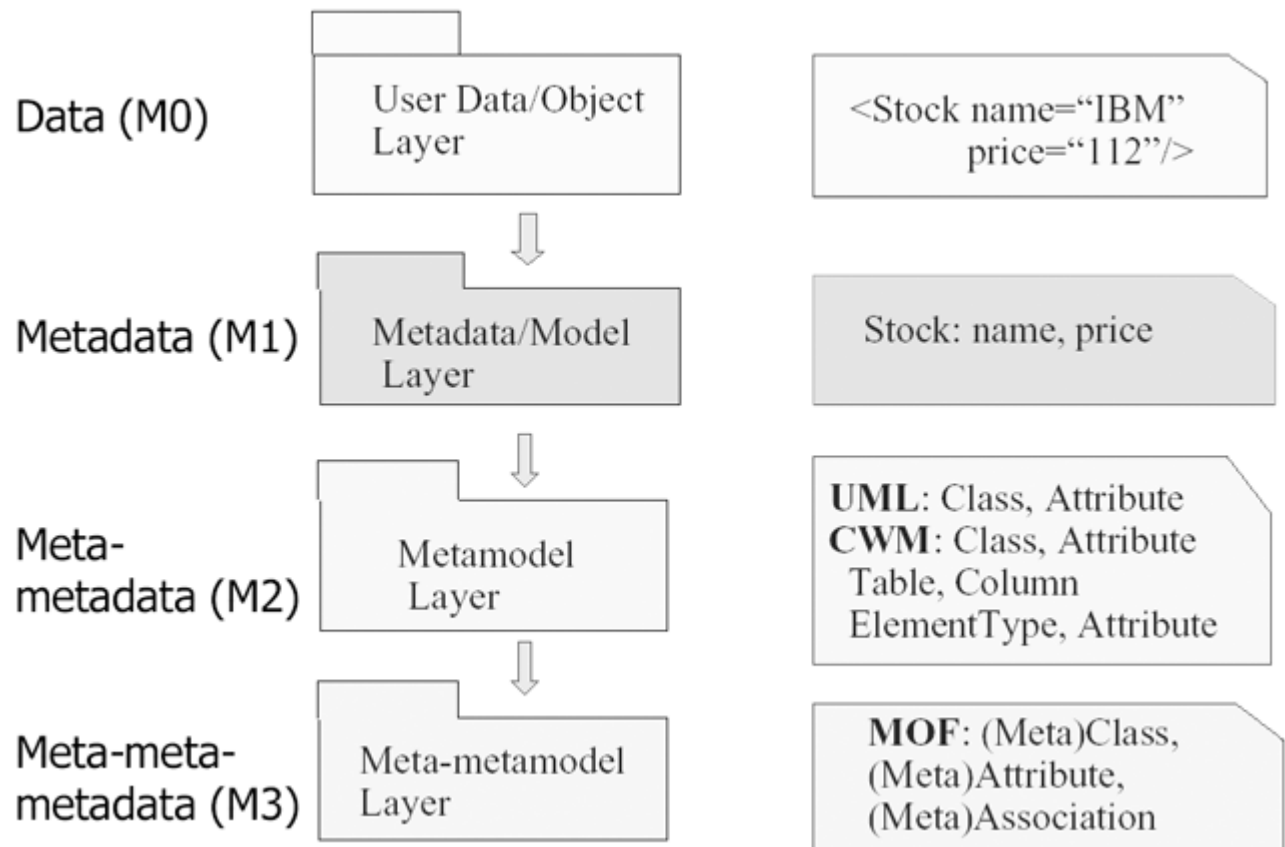 Data (M0)
User Data/Object
Layer
<Stock name=“IBM”
price=“112”/>
Metadata (M1)
Metadata/Model
Layer
Stock: name, price
Meta-
metadata (M2)
Metamodel
Layer
UML: Class, Attribute
CWM: Class, Attribute
Table, Column
ElementType, Attribute
Meta-meta-
metadata (M3)
Meta-metamodel
Layer
MOF: (Meta)Class,
(Meta)Attribute,
(Meta)Association